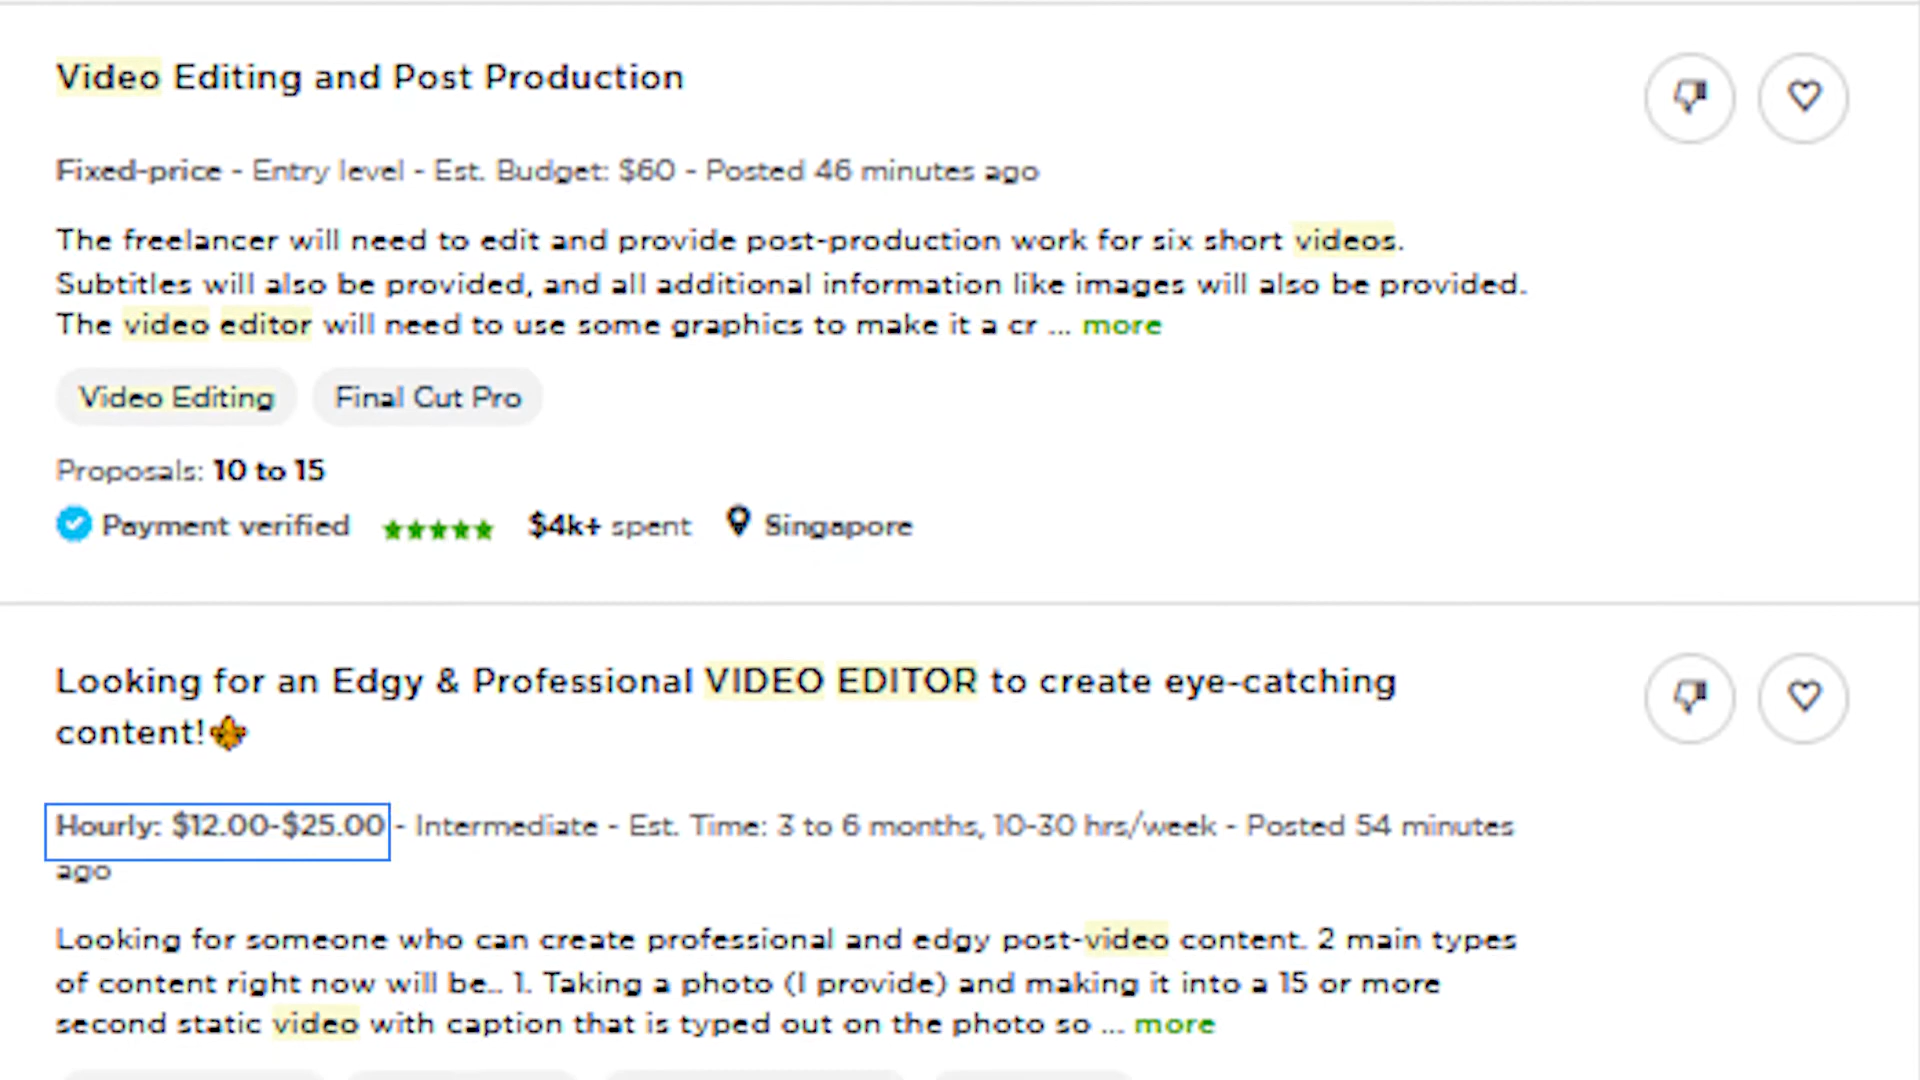 Video Editing and Post Production
Fixed-price - Entry level - Est. Budget: $60 - Posted 46 minutes ago
The freelancer will need to edit and provide post-production work for six short videos.
Subtitles will also be provided, and all additional information like images will also be provided.
The video editor will need to use some graphics to make it a cr ... more
Video Editing Final Cut Pro
Proposals: 10 to 15
Payment verified $4k+ spent Singapore
Looking for an Edgy & Professional VIDEO EDITOR to create eye-catching
content!
Hourly: $12.00-$25.00 - Intermediate - Est. Time: 3 to 6 months, 10-30 hrs/week - Posted 54 minutes
ago
Looking for someone who can create professional and edgy post-video content. 2 main types
of content right now will be.. 1. Taking a photo (I provide) and making it into a 15 or more
second static video with caption that is typed out on the photo so ... more